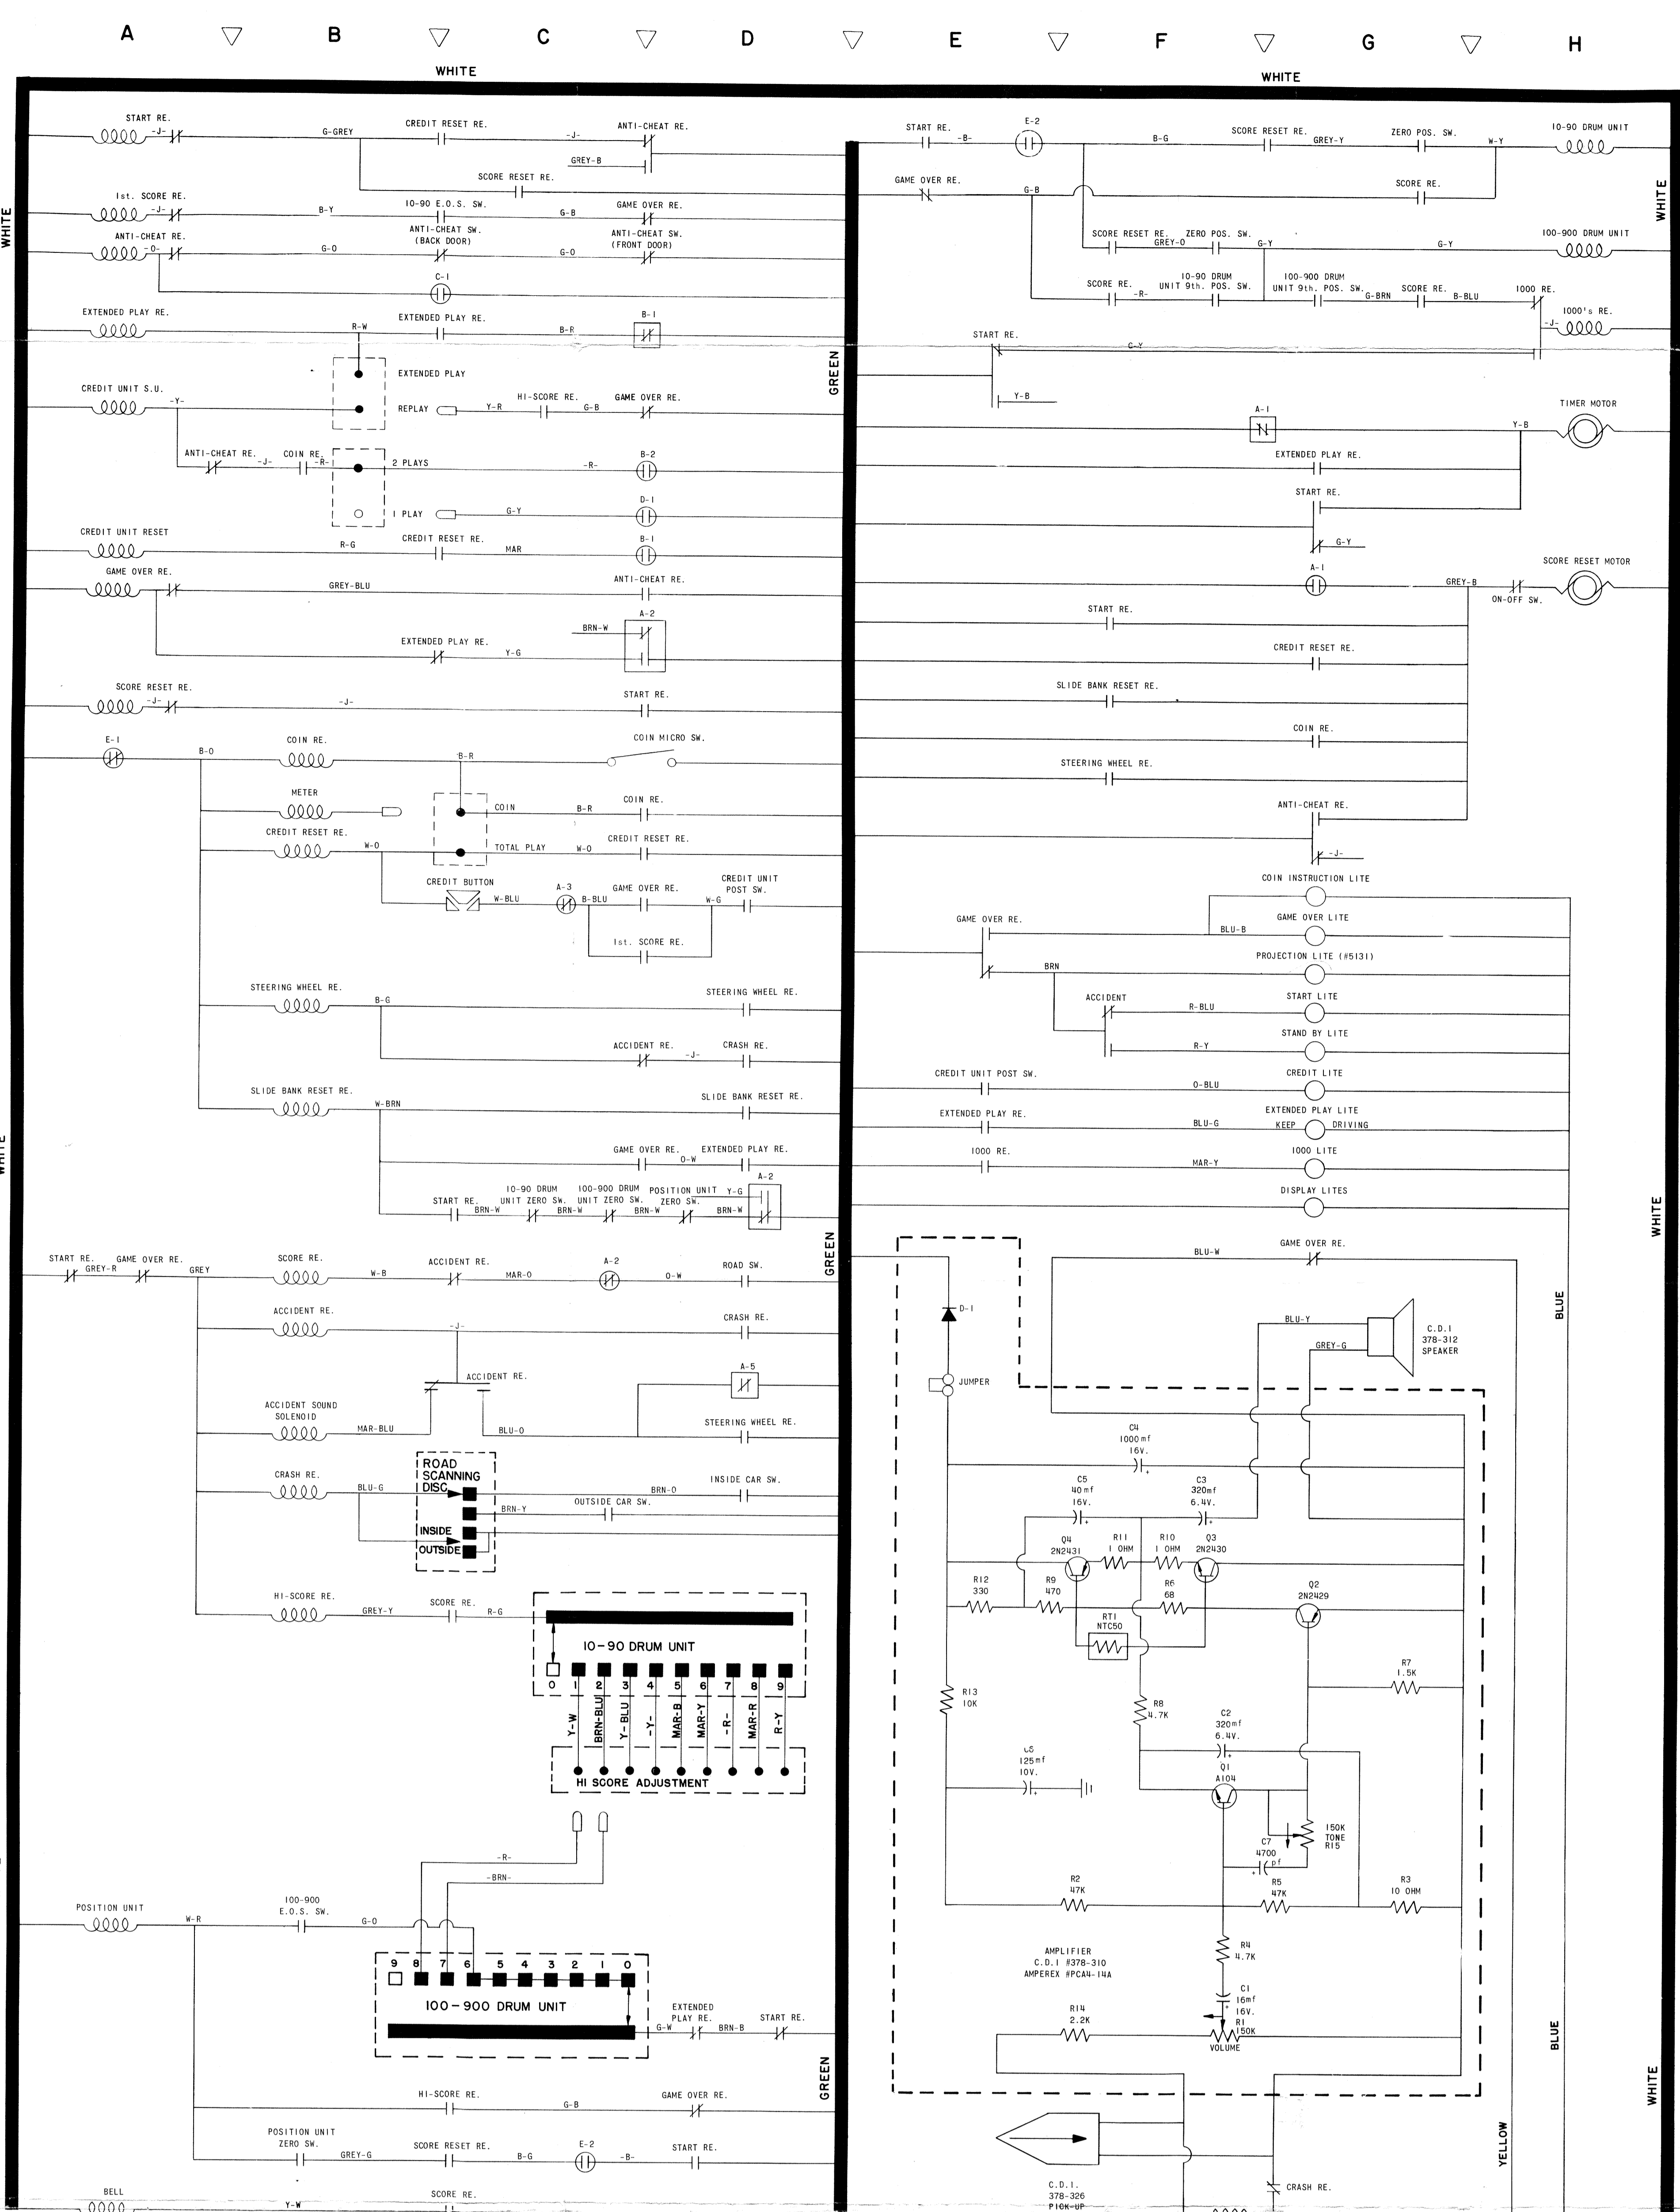 A B C D E F G H
WHITE WHITE
START RE.
-J-
G-GREY
CREDIT RESET RE.
-J-
ANTI-CHEAT RE.
GREY-B
SCORE RESET RE.
1st. SCORE RE.
-J-
B-Y
10-90 E.O.S. SW.
G-B
GAME OVER RE.
WHITE
ANTI-CHEAT RE.
-O-
G-O
ANTI-CHEAT SW.
(BACK DOOR)
G-O
ANTI-CHEAT SW.
(FRONT DOOR)
C-1
EXTENDED PLAY RE.
R-W
EXTENDED PLAY RE.
B-R
B-1
EXTENDED PLAY
CREDIT UNIT S.U.
-Y-
REPLAY
Y-R
HI-SCORE RE.
G-B
GAME OVER RE.
ANTI-CHEAT RE.
-J-
COIN RE.
-R-
2 PLAYS
-R-
B-2
1 PLAY
G-Y
D-1
CREDIT UNIT RESET
R-G
CREDIT RESET RE.
MAR
B-1
GAME OVER RE.
GREY-BLU
ANTI-CHEAT RE.
A-2
BRN-W
EXTENDED PLAY RE.
Y-G
SCORE RESET RE.
-J-
-J-
START RE.
E-1
B-O
COIN RE.
B-R
COIN MICRO SW.
METER
COIN
B-R
COIN RE.
CREDIT RESET RE.
W-O
TOTAL PLAY
W-O
CREDIT RESET RE.
CREDIT BUTTON
W-BLU
A-3
B-BLU
GAME OVER RE.
W-G
CREDIT UNIT
POST SW.
1st. SCORE RE.
STEERING WHEEL RE.
B-G
STEERING WHEEL RE.
ACCIDENT RE.
-J-
CRASH RE.
SLIDE BANK RESET RE.
W-BRN
SLIDE BANK RESET RE.
WHITE
GAME OVER RE.
O-W
EXTENDED PLAY RE.
START RE.
BRN-W
10-90 DRUM
UNIT ZERO SW.
BRN-W
100-900 DRUM
UNIT ZERO SW.
BRN-W
POSITION UNIT
ZERO SW.
Y-G
BRN-W
A-2
START RE.
GREY-R
GAME OVER RE.
GREY
SCORE RE.
W-B
ACCIDENT RE.
MAR-O
A-2
O-W
ROAD SW.
ACCIDENT RE.
-J-
CRASH RE.
ACCIDENT RE.
A-5
ACCIDENT SOUND
SOLENOID
MAR-BLU
BLU-O
STEERING WHEEL RE.
CRASH RE.
BLU-G
ROAD
SCANNING
DISC
BRN-O
INSIDE CAR SW.
BRN-Y
OUTSIDE CAR SW.
INSIDE
OUTSIDE
HI-SCORE RE.
GREY-Y
SCORE RE.
R-G
10-90 DRUM UNIT
0 1 2 3 4 5 6 7 8 9
Y-W
BRN-BLU
Y-BLU
-Y-
MAR-B
MAR-Y
-R-
MAR-R
R-Y
HI SCORE ADJUSTMENT
-R-
-BRN-
POSITION UNIT
W-R
100-900
E.O.S. SW.
G-O
9 8 7 6 5 4 3 2 1 0
100-900 DRUM UNIT
G-W
EXTENDED
PLAY RE.
BRN-B
START RE.
HI-SCORE RE.
G-B
GAME OVER RE.
POSITION UNIT
ZERO SW.
GREY-G
SCORE RESET RE.
B-G
E-2
-B-
START RE.
BELL
Y-W
SCORE RE.
GREEN
GREEN
GREEN
START RE.
-B-
E-2
B-G
SCORE RESET RE.
GREY-Y
ZERO POS. SW.
W-Y
10-90 DRUM UNIT
GAME OVER RE.
G-B
SCORE RE.
WHITE
SCORE RESET RE.
GREY-O
ZERO POS. SW.
G-Y
G-Y
100-900 DRUM UNIT
SCORE RE.
-R-
10-90 DRUM
UNIT 9th. POS. SW.
100-900 DRUM
UNIT 9th. POS. SW.
G-BRN
SCORE RE.
B-BLU
1000 RE.
1000's RE.
-J-
START RE.
G-Y
Y-B
A-1
Y-B
TIMER MOTOR
EXTENDED PLAY RE.
START RE.
G-Y
A-1
GREY-B
ON-OFF SW.
SCORE RESET MOTOR
START RE.
CREDIT RESET RE.
SLIDE BANK RESET RE.
COIN RE.
STEERING WHEEL RE.
ANTI-CHEAT RE.
-J-
COIN INSTRUCTION LITE
GAME OVER RE.
BLU-B
GAME OVER LITE
BRN
PROJECTION LITE (#5131)
ACCIDENT
R-BLU
START LITE
R-Y
STAND BY LITE
CREDIT UNIT POST SW.
O-BLU
CREDIT LITE
EXTENDED PLAY RE.
BLU-G
EXTENDED PLAY LITE
KEEP DRIVING
1000 RE.
MAR-Y
1000 LITE
DISPLAY LITES
WHITE
BLU-W
GAME OVER RE.
D-1
BLUE
BLU-Y
GREY-G
C.D.I
378-312
SPEAKER
JUMPER
C4
1000mf
16V.
C5
40mf
16V.
C3
320mf
6.4V.
Q4
2N2431
R11
1 OHM
R10
1 OHM
Q3
2N2430
R12
330
R9
470
R6
68
Q2
2N2429
RT1
NTC50
R7
1.5K
R13
10K
R8
4.7K
C2
320mf
6.4V.
125mf
10V.
Q1
A104
150K
TONE
R15
C7
4700
pf
R2
47K
R5
47K
R3
10 OHM
AMPLIFIER
C.D.I #378-310
AMPEREX #PCA4-14A
R4
4.7K
C1
16mf
16V.
R14
2.2K
R1
150K
VOLUME
BLUE
WHITE
YELLOW
C.D.I.
378-326
PICK-UP
CRASH RE.